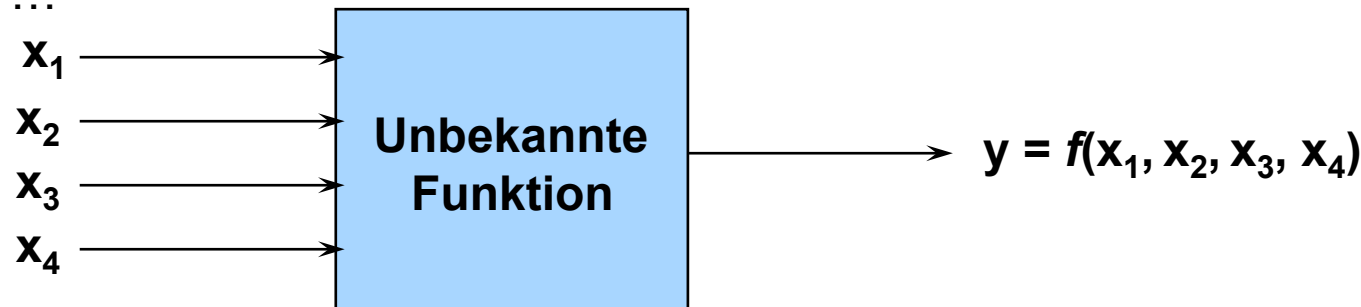 ...
x₁
x₂
x₃
x₄
Unbekannte
Funktion
y = f(x₁, x₂, x₃, x₄)